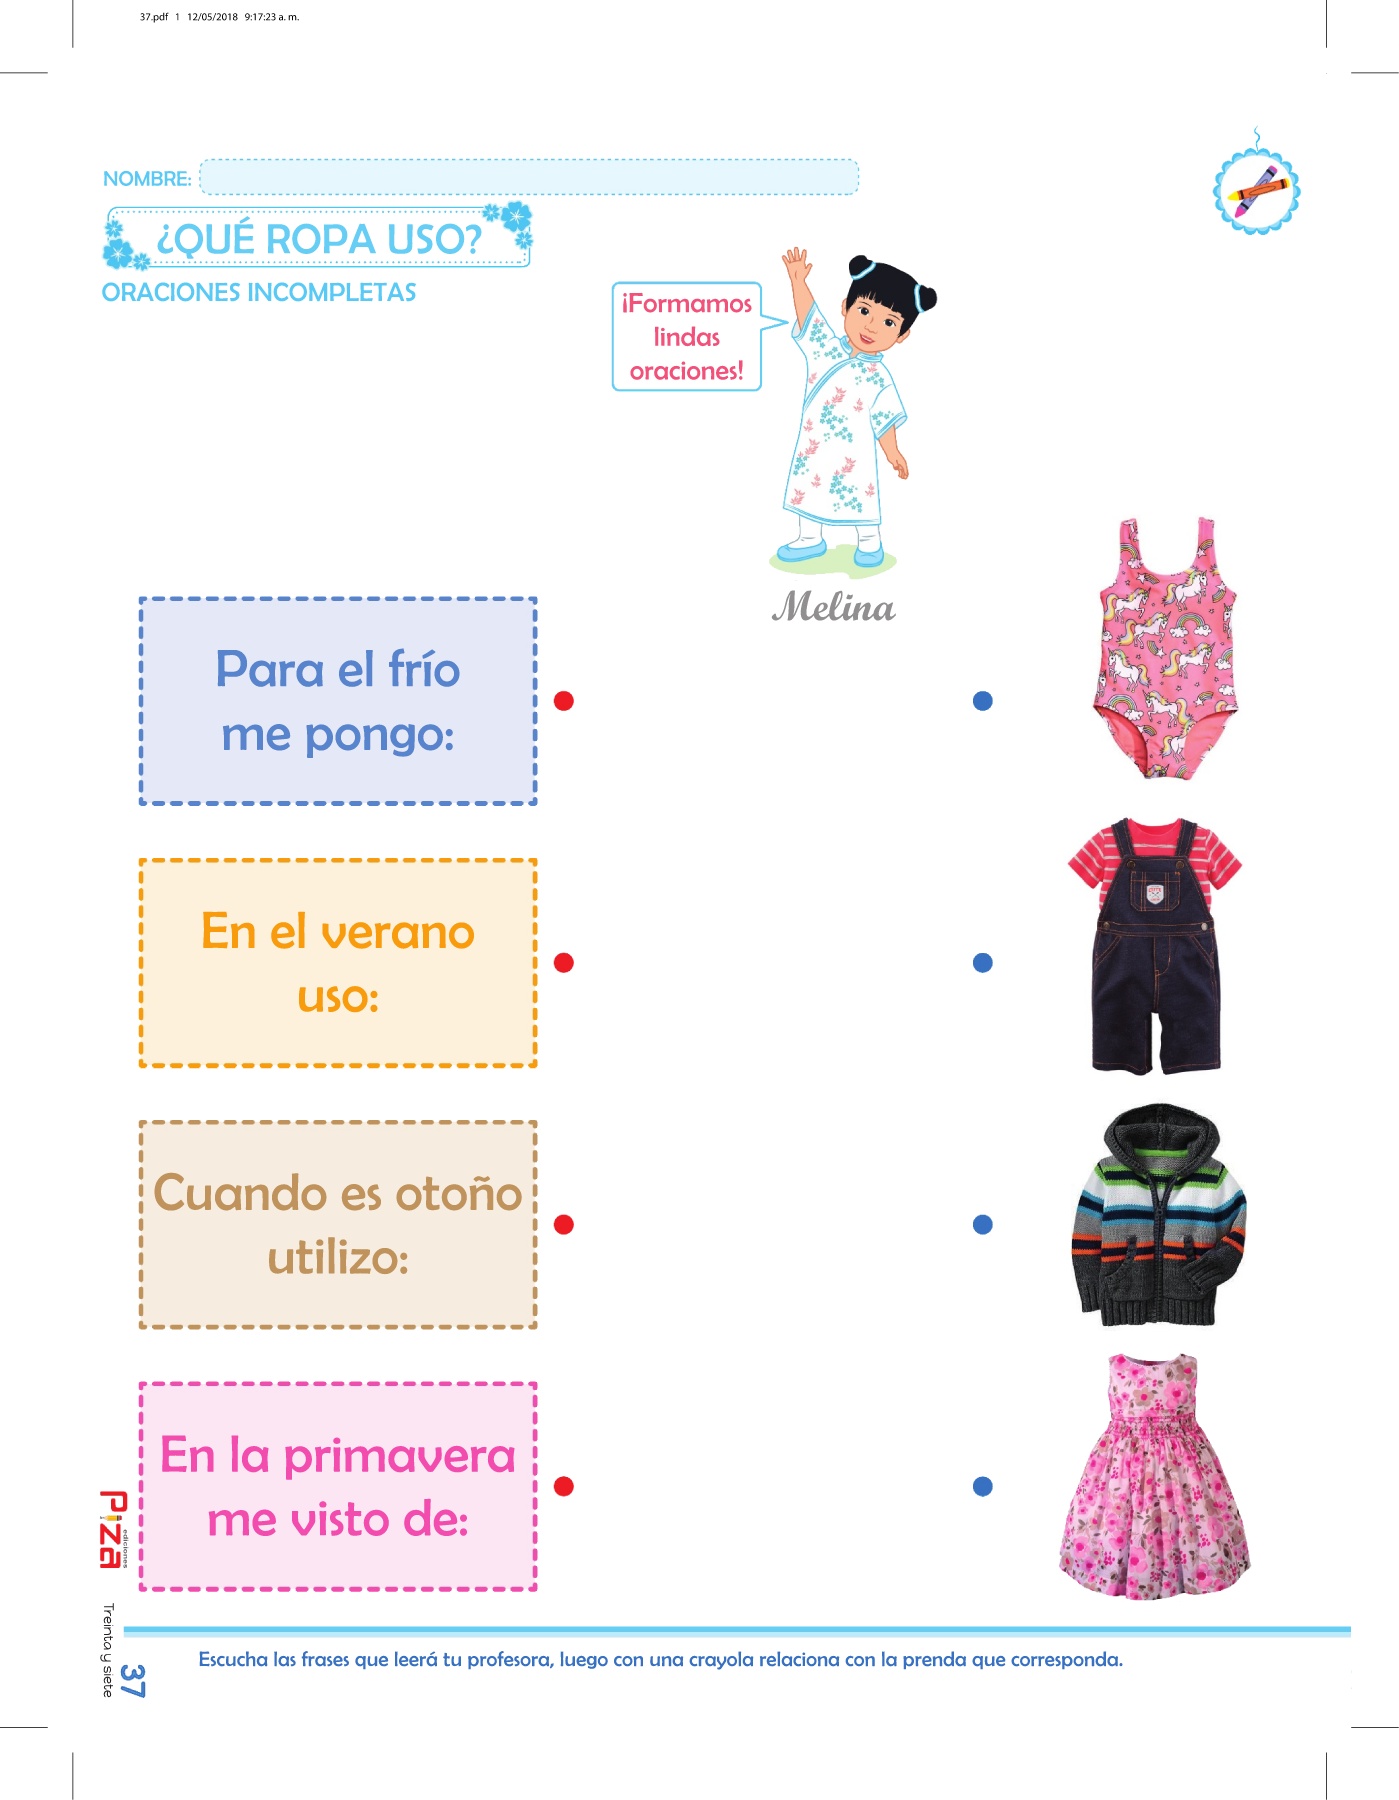 37.pdf 1 12/05/2018 9:17:23 a. m.
NOMBRE:
¿QUÉ ROPA USO?
ORACIONES INCOMPLETAS
¡Formamos
lindas
oraciones!
Melina
Para el frío
me pongo:
En el verano
uso:
Cuando es otoño
utilizo:
En la primavera
me visto de:
Piza
ediciones
Treinta y siete
37
Escucha las frases que leerá tu profesora, luego con una crayola relaciona con la prenda que corresponda.